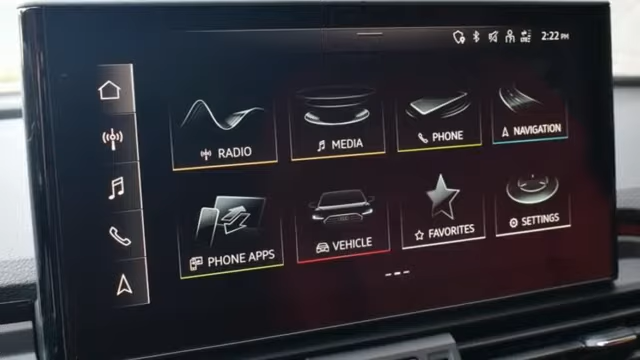 2:22 PM
RADIO
MEDIA
PHONE
NAVIGATION
PHONE APPS
VEHICLE
FAVORITES
SETTINGS